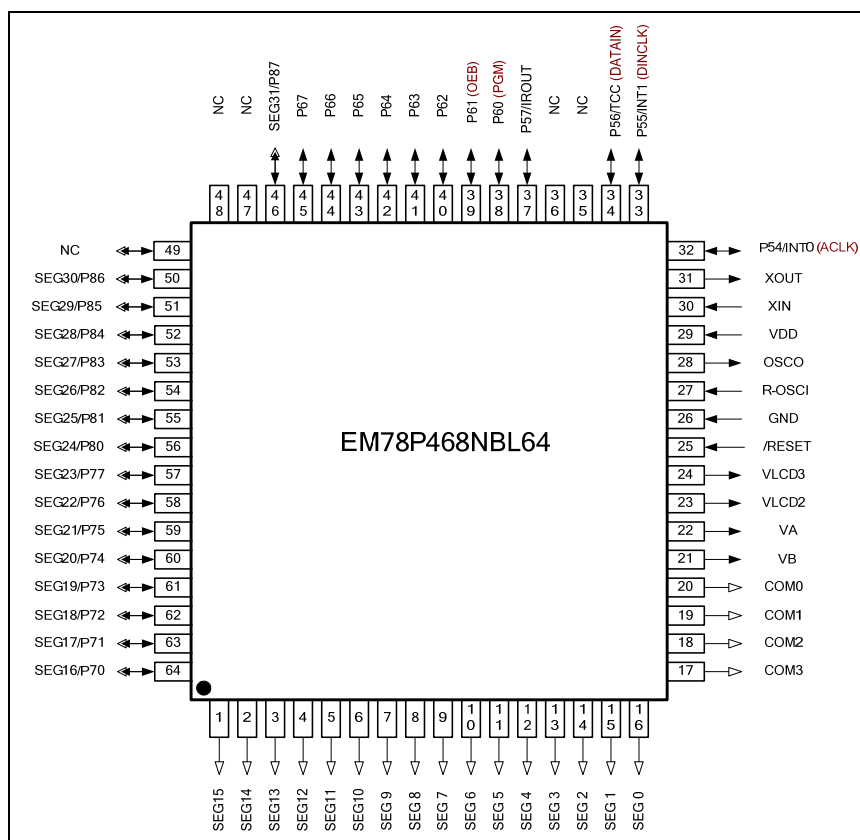 NC
NC
SEG31/P87
P67
P66
P65
P64
P63
P62
P61 (OEB)
P60 (PGM)
P57/IROUT
NC
NC
P56/TCC (DATAIN)
P55/INT1 (DINCLK)
48
47
46
45
44
43
42
41
40
39
38
37
36
35
34
33
NC 49
SEG30/P86 50
SEG29/P85 51
SEG28/P84 52
SEG27/P83 53
SEG26/P82 54
SEG25/P81 55
SEG24/P80 56
SEG23/P77 57
SEG22/P76 58
SEG21/P75 59
SEG20/P74 60
SEG19/P73 61
SEG18/P72 62
SEG17/P71 63
SEG16/P70 64
EM78P468NBL64
32 P54/INT0 (ACLK)
31 XOUT
30 XIN
29 VDD
28 OSCO
27 R-OSCI
26 GND
25 /RESET
24 VLCD3
23 VLCD2
22 VA
21 VB
20 COM0
19 COM1
18 COM2
17 COM3
1
2
3
4
5
6
7
8
9
10
11
12
13
14
15
16
SEG15
SEG14
SEG13
SEG12
SEG11
SEG10
SEG 9
SEG 8
SEG 7
SEG 6
SEG 5
SEG 4
SEG 3
SEG 2
SEG 1
SEG 0